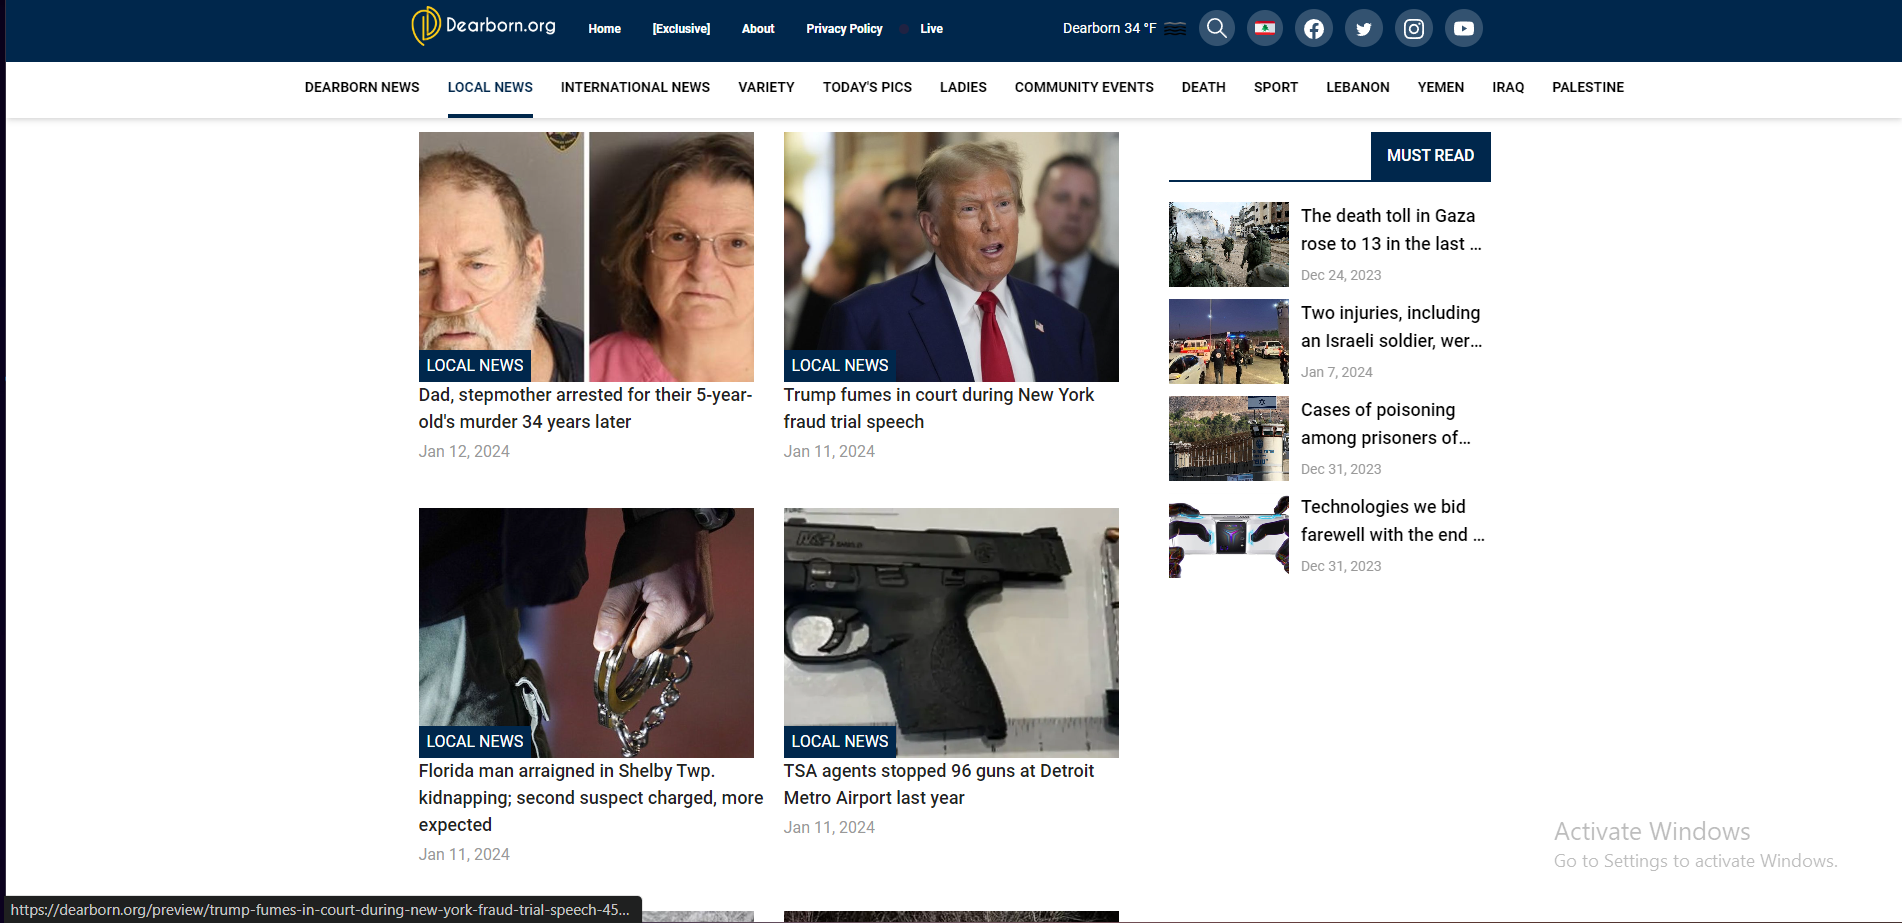 Dearborn.org
Home
[Exclusive]
About
Privacy Policy
Live
Dearborn 34 °F
DEARBORN NEWS
LOCAL NEWS
INTERNATIONAL NEWS
VARIETY
TODAY'S PICS
LADIES
COMMUNITY EVENTS
DEATH
SPORT
LEBANON
YEMEN
IRAQ
PALESTINE
LOCAL NEWS
Dad, stepmother arrested for their 5-year-
old's murder 34 years later
Jan 12, 2024
LOCAL NEWS
Trump fumes in court during New York
fraud trial speech
Jan 11, 2024
M&P
SHIELD
LOCAL NEWS
Florida man arraigned in Shelby Twp.
kidnapping; second suspect charged, more
expected
Jan 11, 2024
LOCAL NEWS
TSA agents stopped 96 guns at Detroit
Metro Airport last year
Jan 11, 2024
MUST READ
The death toll in Gaza
rose to 13 in the last ...
Dec 24, 2023
Two injuries, including
an Israeli soldier, wer...
Jan 7, 2024
Cases of poisoning
among prisoners of...
Dec 31, 2023
Technologies we bid
farewell with the end ...
Dec 31, 2023
Activate Windows
Go to Settings to activate Windows.
https://dearborn.org/preview/trump-fumes-in-court-during-new-york-fraud-trial-speech-45...